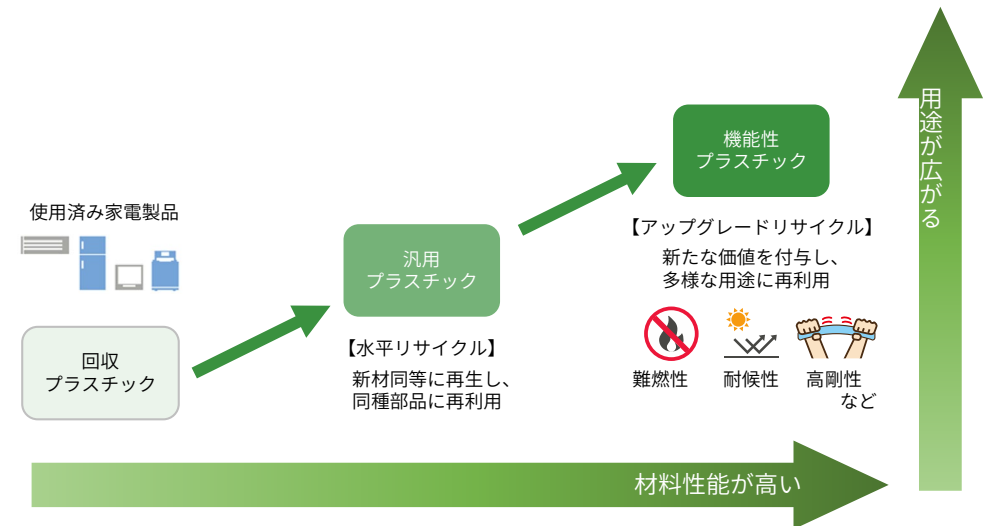 使用済み家電製品
回収
プラスチック
汎用
プラスチック
【水平リサイクル】
新材同等に再生し、
同種部品に再利用
機能性
プラスチック
【アップグレードリサイクル】
新たな価値を付与し、
多様な用途に再利用
難燃性
耐候性
高剛性
など
材料性能が高い
用途が広がる